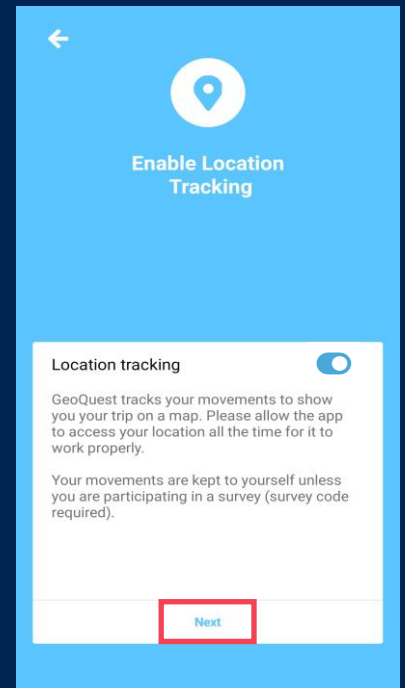 Enable Location
Tracking
Location tracking
GeoQuest tracks your movements to show
you your trip on a map. Please allow the app
to access your location all the time for it to
work properly.
Your movements are kept to yourself unless
you are participating in a survey (survey code
required).
Next